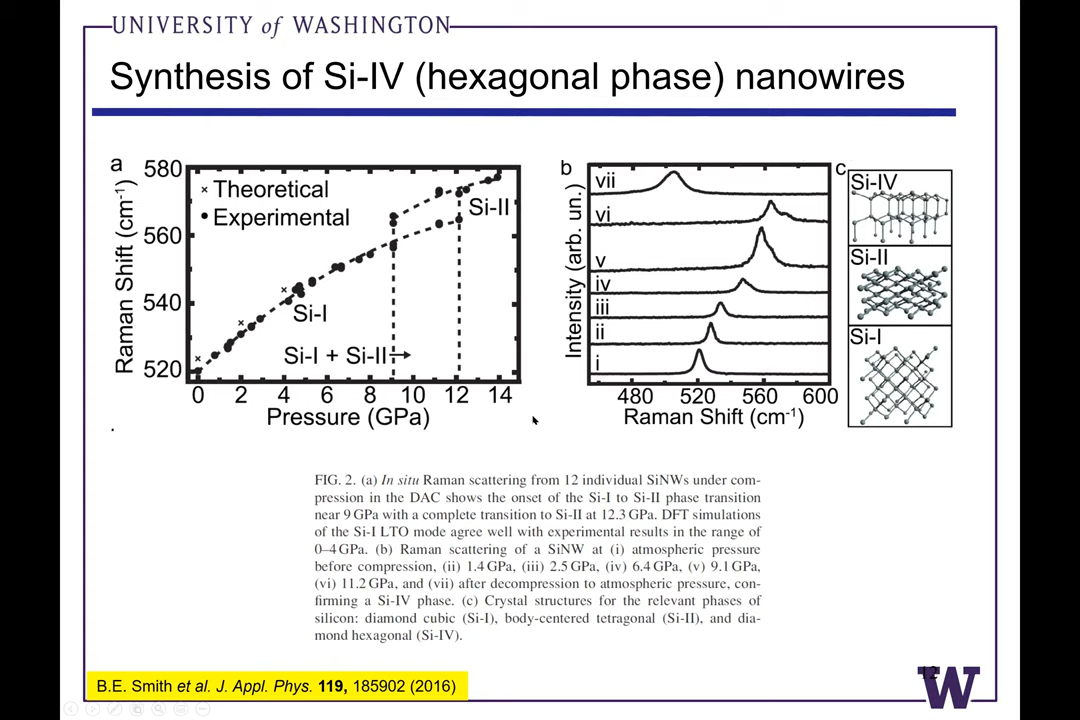 UNIVERSITY of WASHINGTON
Synthesis of Si-IV (hexagonal phase) nanowires
a
580
560
540
520
Raman Shift (cm-1)
× Theoretical
● Experimental
Si-II
Si-I
Si-I + Si-II
0 2 4 6 8 10 12 14
Pressure (GPa)
b
Intensity (arb. un.)
vii
vi
v
iv
iii
ii
i
480 520 560 600
Raman Shift (cm-1)
c
Si-IV
Si-II
Si-I
.
FIG. 2. (a) In situ Raman scattering from 12 individual SiNWs under com-
pression in the DAC shows the onset of the Si-I to Si-II phase transition
near 9 GPa with a complete transition to Si-II at 12.3 GPa. DFT simulations
of the Si-I LTO mode agree well with experimental results in the range of
0–4 GPa. (b) Raman scattering of a SiNW at (i) atmospheric pressure
before compression, (ii) 1.4 GPa, (iii) 2.5 GPa, (iv) 6.4 GPa, (v) 9.1 GPa,
(vi) 11.2 GPa, and (vii) after decompression to atmospheric pressure, con-
firming a Si-IV phase. (c) Crystal structures for the relevant phases of
silicon: diamond cubic (Si-I), body-centered tetragonal (Si-II), and dia-
mond hexagonal (Si-IV).
B.E. Smith et al. J. Appl. Phys. 119, 185902 (2016)
12
W